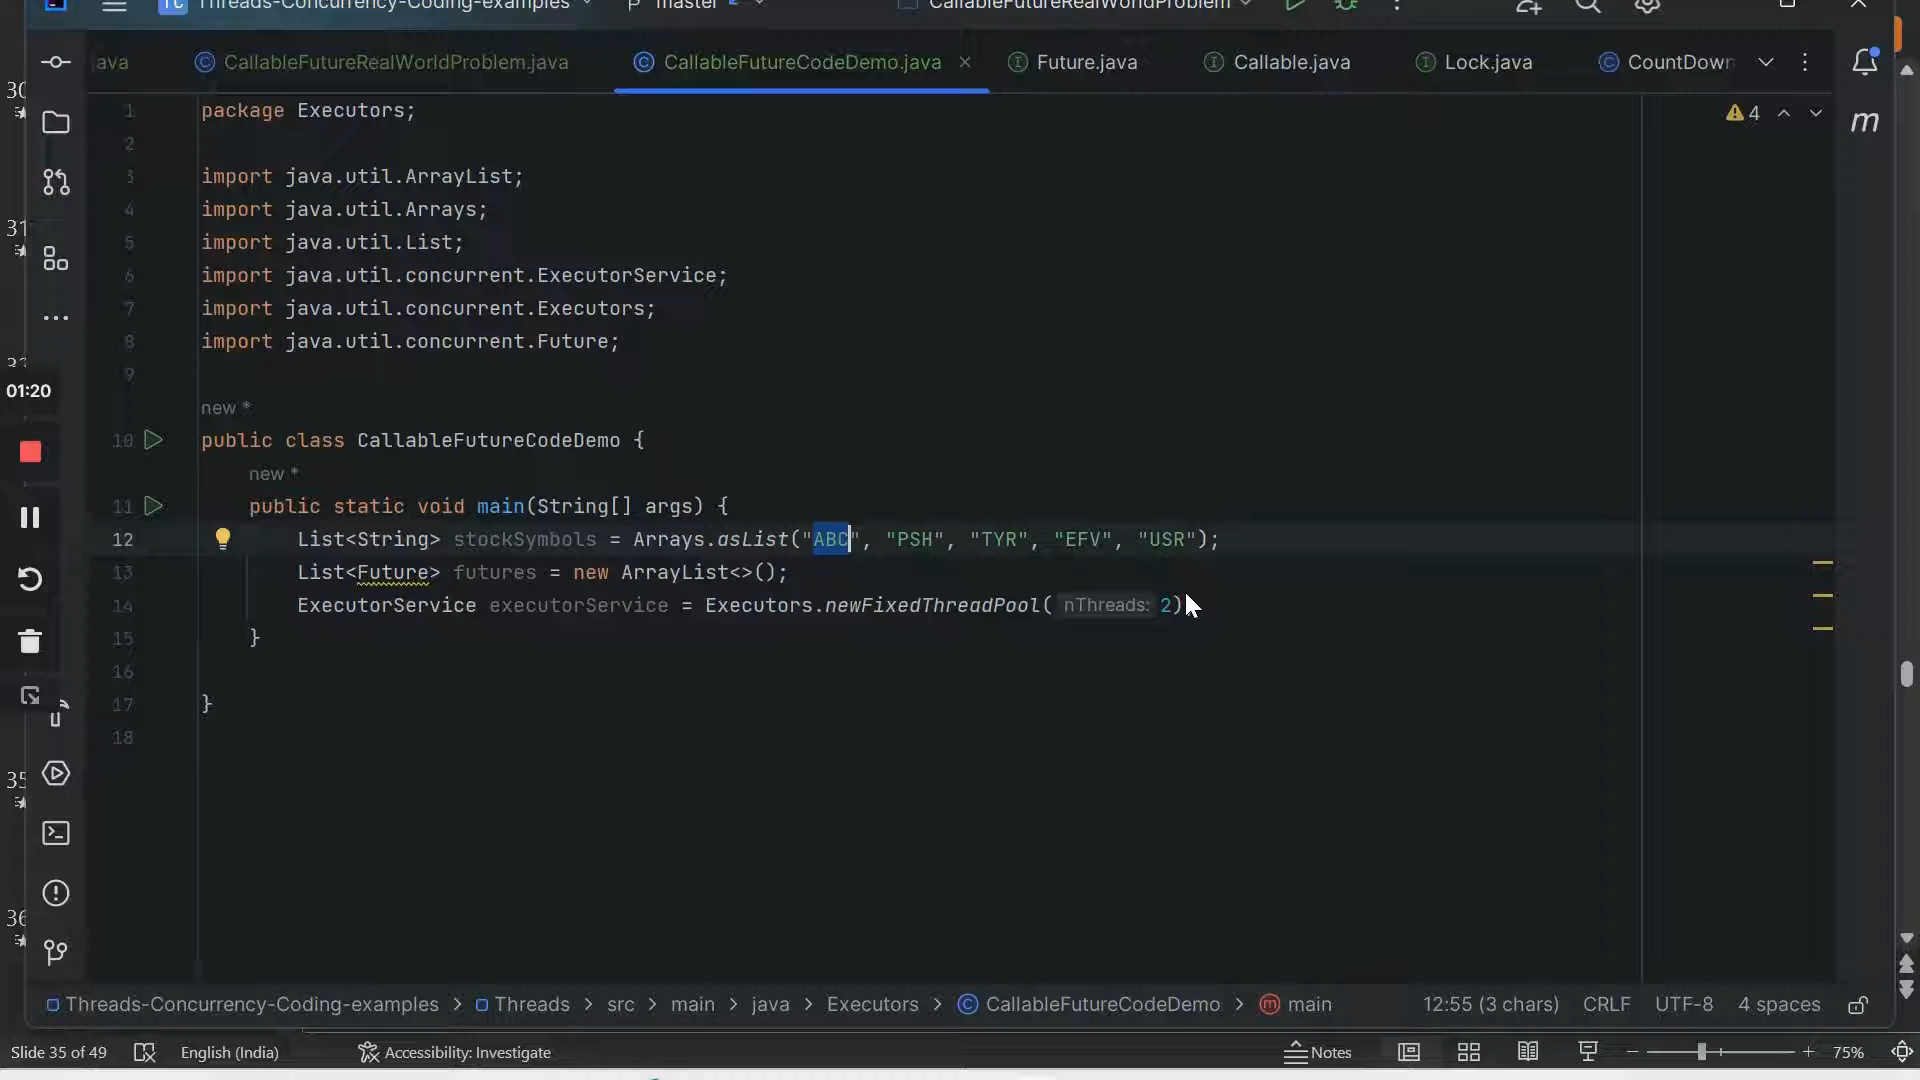 Threads-Concurrency-Coding-examples master CallableFutureRealWorldProblem
java CallableFutureRealWorldProblem.java CallableFutureCodeDemo.java Future.java Callable.java Lock.java CountDown
1 package Executors; 4
2
3 import java.util.ArrayList;
4 import java.util.Arrays;
5 import java.util.List;
6 import java.util.concurrent.ExecutorService;
7 import java.util.concurrent.Executors;
8 import java.util.concurrent.Future;
9
01:20
new *
10 public class CallableFutureCodeDemo {
new *
11 public static void main(String[] args) {
12 List<String> stockSymbols = Arrays.asList("ABC", "PSH", "TYR", "EFV", "USR");
13 List<Future> futures = new ArrayList<>();
14 ExecutorService executorService = Executors.newFixedThreadPool( nThreads: 2)
15 }
16
17 }
18
30
31
35
36
Threads-Concurrency-Coding-examples > Threads > src > main > java > Executors > CallableFutureCodeDemo > main 12:55 (3 chars) CRLF UTF-8 4 spaces
Slide 35 of 49 English (India) Accessibility: Investigate Notes 75%